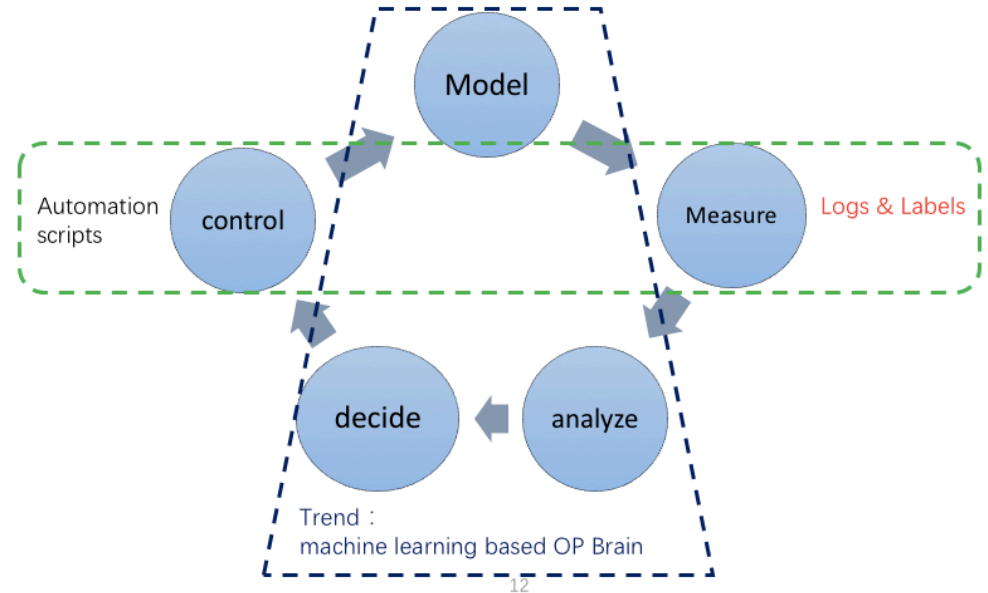 Model
Automation
scripts
control
Measure
Logs & Labels
decide
analyze
Trend：
machine learning based OP Brain
12